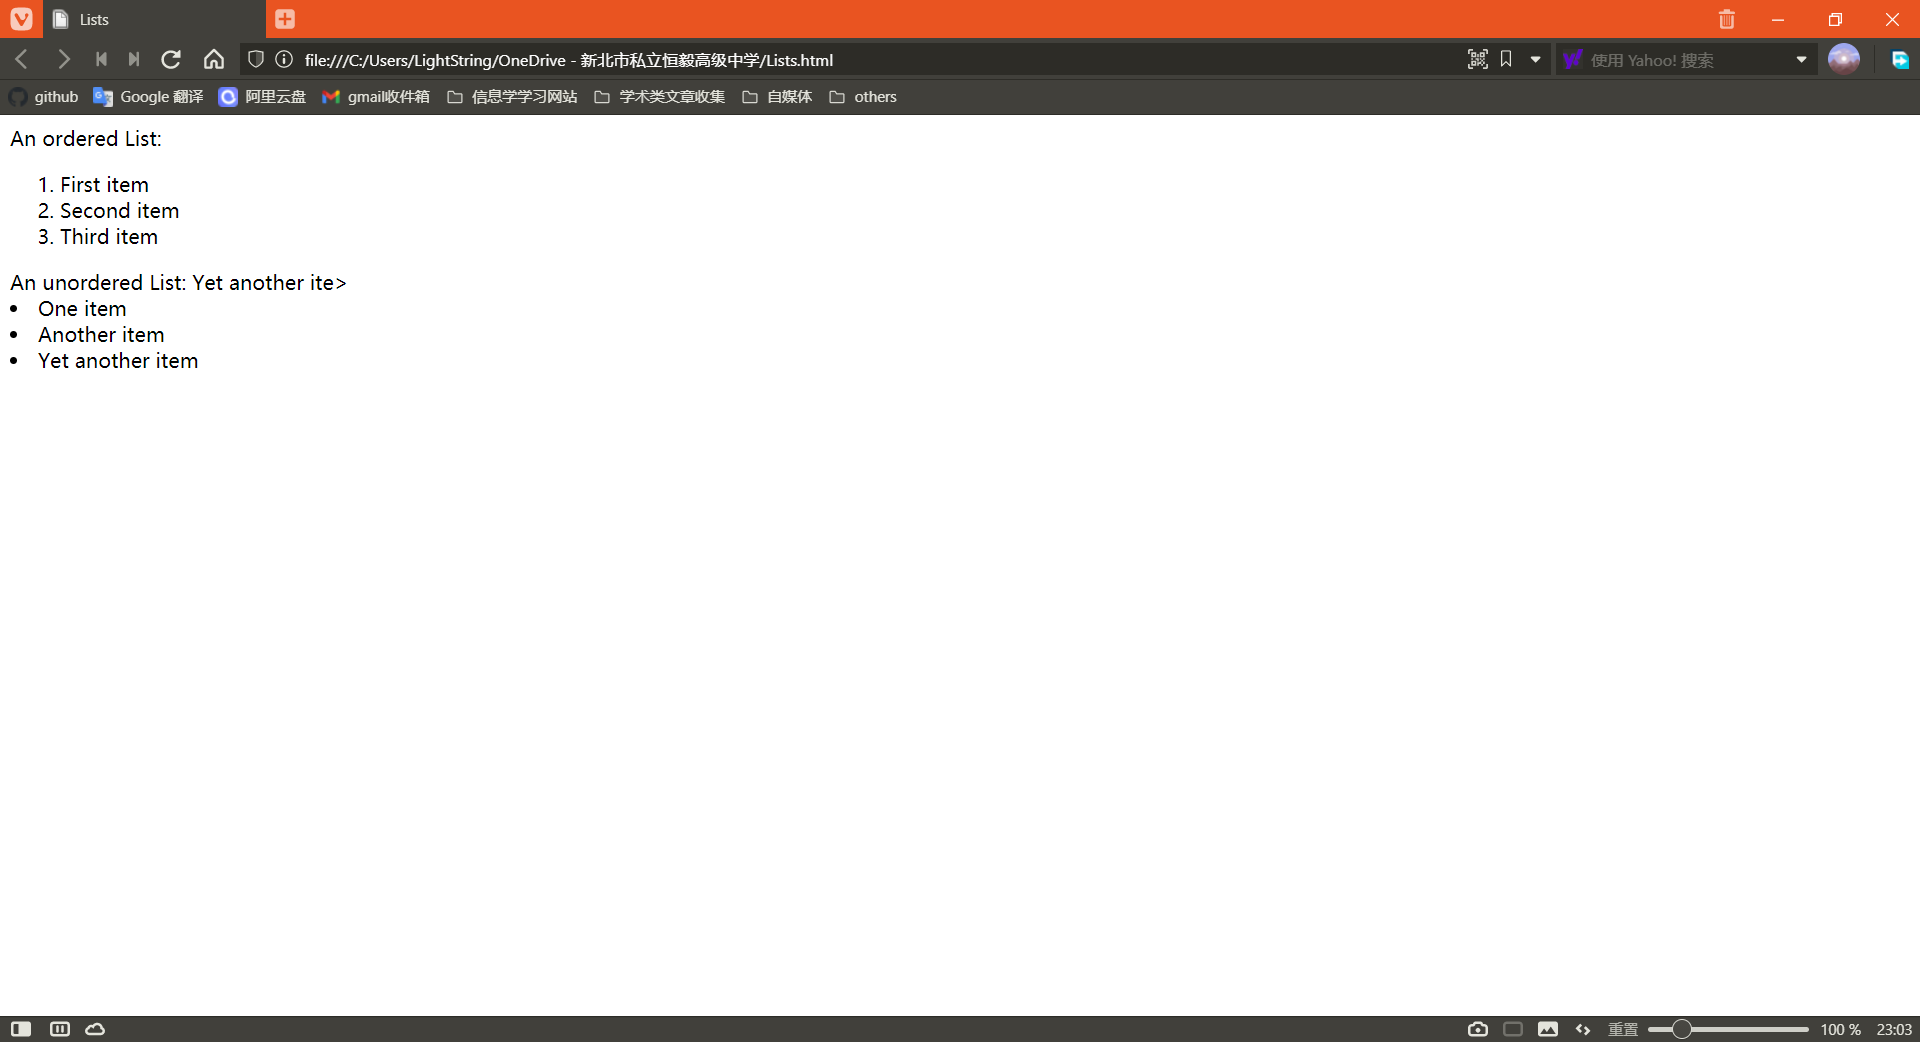 Lists
file:///C:/Users/LightString/OneDrive - 新北市私立恒毅高级中学/Lists.html
使用 Yahoo! 搜索
github
Google 翻译
阿里云盘
gmail收件箱
信息学学习网站
学术类文章收集
自媒体
others
An ordered List:
1. First item
2. Second item
3. Third item
An unordered List: Yet another ite>
• One item
• Another item
• Yet another item
重置
100 %
23:03